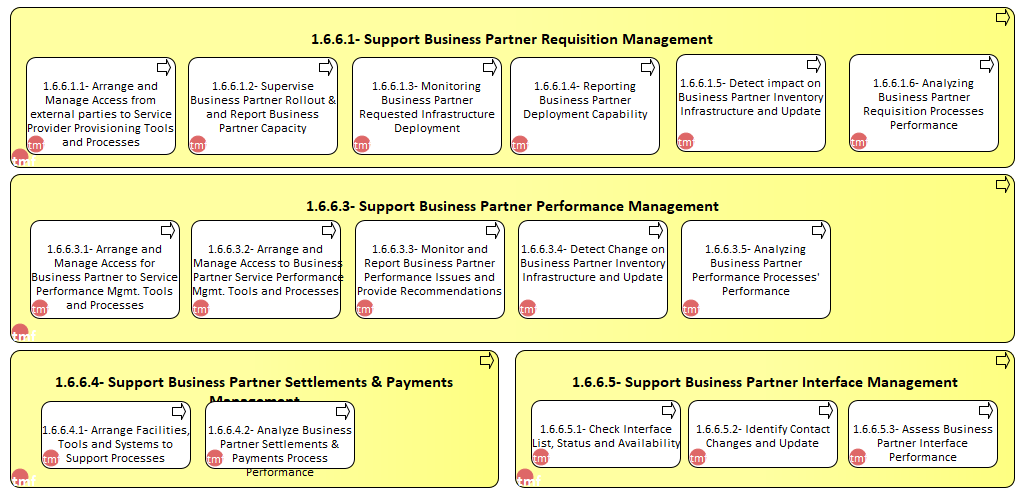 1.6.6.1- Support Business Partner Requisition Management
1.6.6.1.1- Arrange and
Manage Access from
external parties to Service
Provider Provisioning Tools
and Processes
tmf
1.6.6.1.2- Supervise
Business Partner Rollout &
and Report Business
Partner Capacity
tmf
1.6.6.1.3- Monitoring
Business Partner
Requested Infrastructure
Deployment
tmf
1.6.6.1.4- Reporting
Business Partner
Deployment Capability
tmf
1.6.6.1.5- Detect impact on
Business Partner Inventory
Infrastructure and Update
tmf
1.6.6.1.6- Analyzing
Business Partner
Requisition Processes
Performance
tmf
tmf
1.6.6.3- Support Business Partner Performance Management
1.6.6.3.1- Arrange and
Manage Access for
Business Partner to Service
Performance Mgmt. Tools
and Processes
tmf
1.6.6.3.2- Arrange and
Manage Access to Business
Partner Service Performance
Mgmt. Tools and Processes
tmf
1.6.6.3.3- Monitor and
Report Business Partner
Performance Issues and
Provide Recommendations
tmf
1.6.6.3.4- Detect Change on
Business Partner Inventory
Infrastructure and Update
tmf
1.6.6.3.5- Analyzing
Business Partner
Performance Processes'
Performance
tmf
tmf
1.6.6.4- Support Business Partner Settlements & Payments
Management
1.6.6.4.1- Arrange Facilities,
Tools and Systems to
Support Processes
tmf
1.6.6.4.2- Analyze Business
Partner Settlements &
Payments Process
Performance
tmf
tmf
1.6.6.5- Support Business Partner Interface Management
1.6.6.5.1- Check Interface
List, Status and Availability
tmf
1.6.6.5.2- Identify Contact
Changes and Update
tmf
1.6.6.5.3- Assess Business
Partner Interface
Performance
tmf
tmf